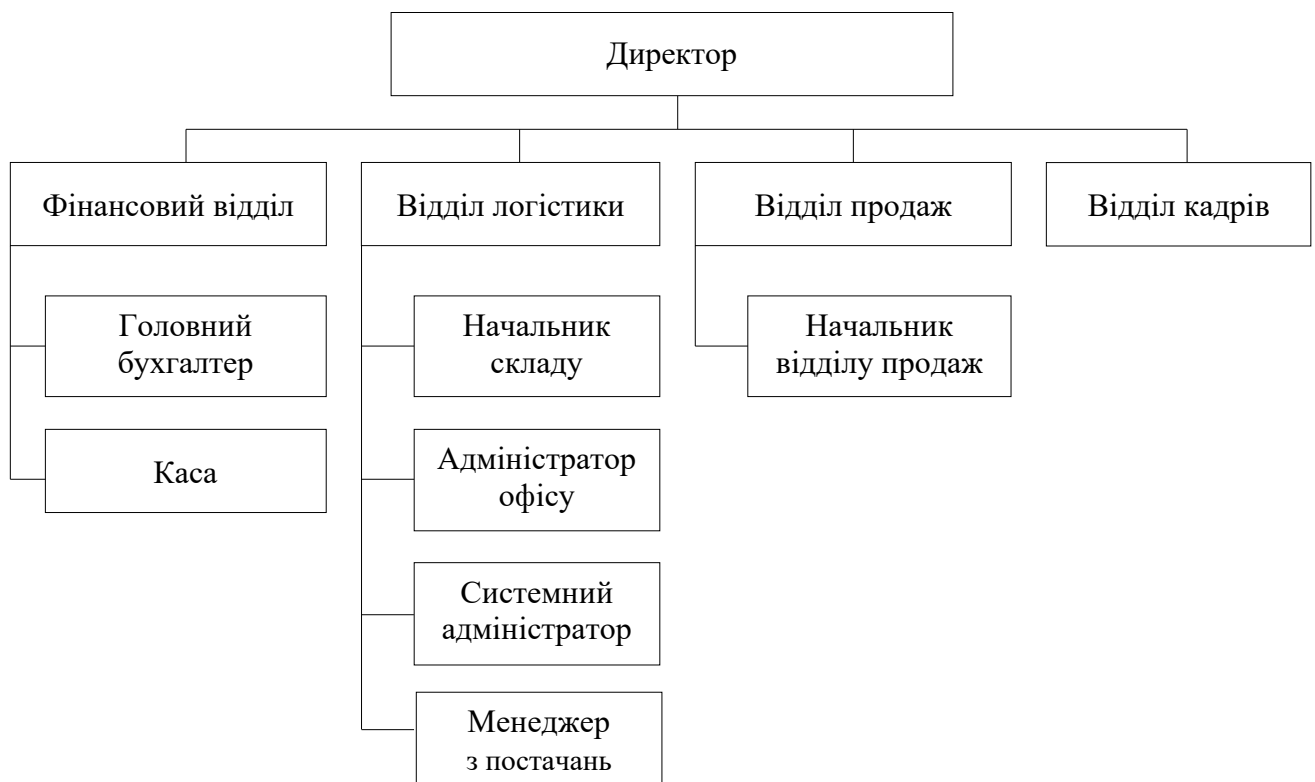 Директор
Фінансовий відділ
Відділ логістики
Відділ продаж
Відділ кадрів
Головний
бухгалтер
Начальник
складу
Начальник
відділу продаж
Каса
Адміністратор
офісу
Системний
адміністратор
Менеджер
з постачань